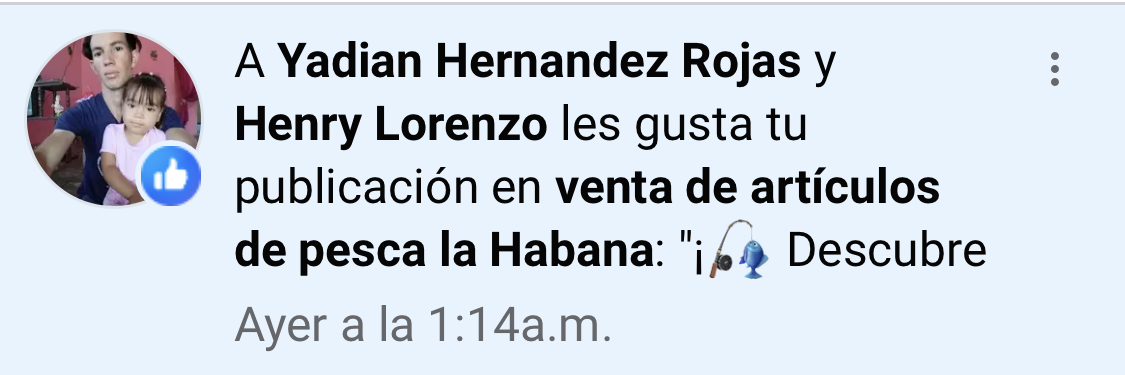 A Yadian Hernandez Rojas y
Henry Lorenzo les gusta tu
publicación en venta de artículos
de pesca la Habana: "¡🎣 Descubre
Ayer a la 1:14a.m.